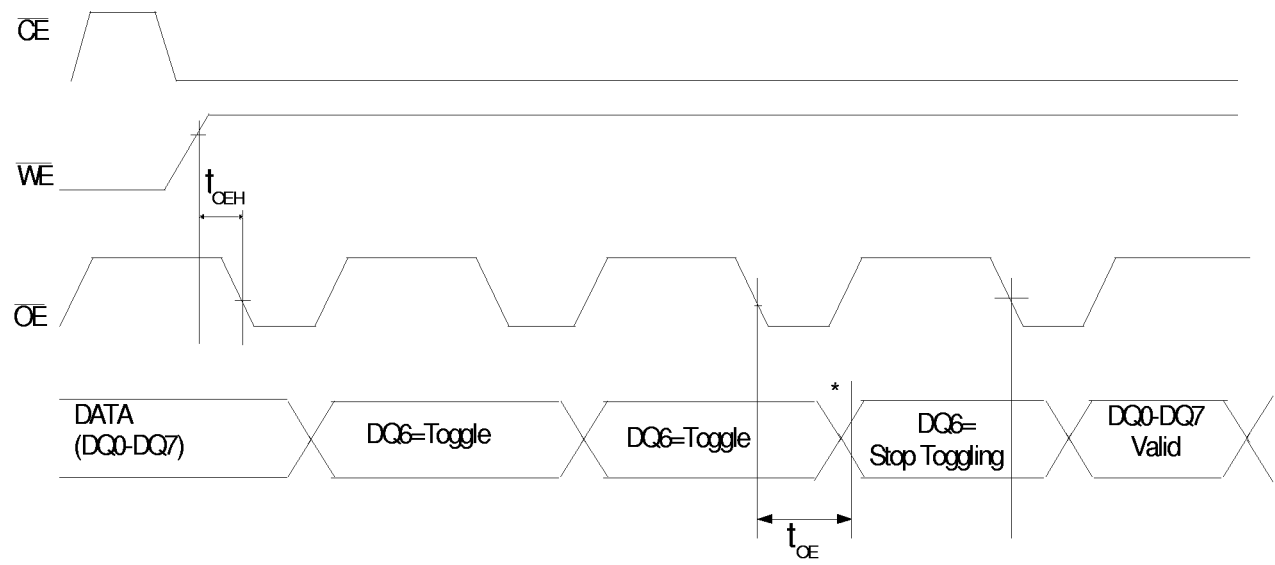 CE
WE
tOEH
OE
*
DATA
(DQ0-DQ7)
DQ6=Toggle
DQ6=Toggle
DQ6=
Stop Toggling
DQ0-DQ7
Valid
tOE